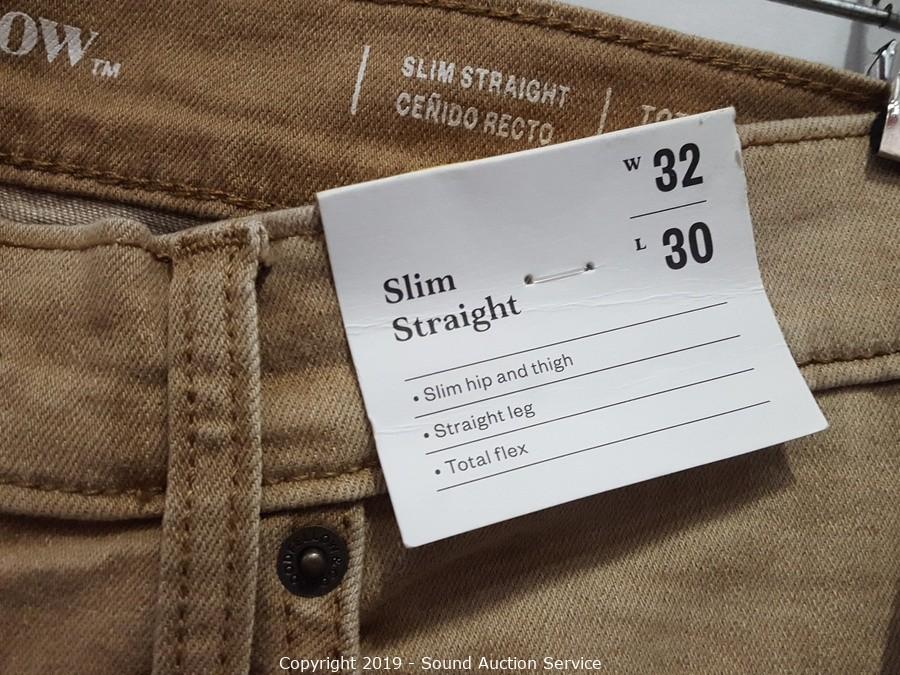 OW™
SLIM STRAIGHT
CEÑIDO RECTO
W 32
L 30
Slim
Straight
• Slim hip and thigh
• Straight leg
• Total flex
Copyright 2019 - Sound Auction Service